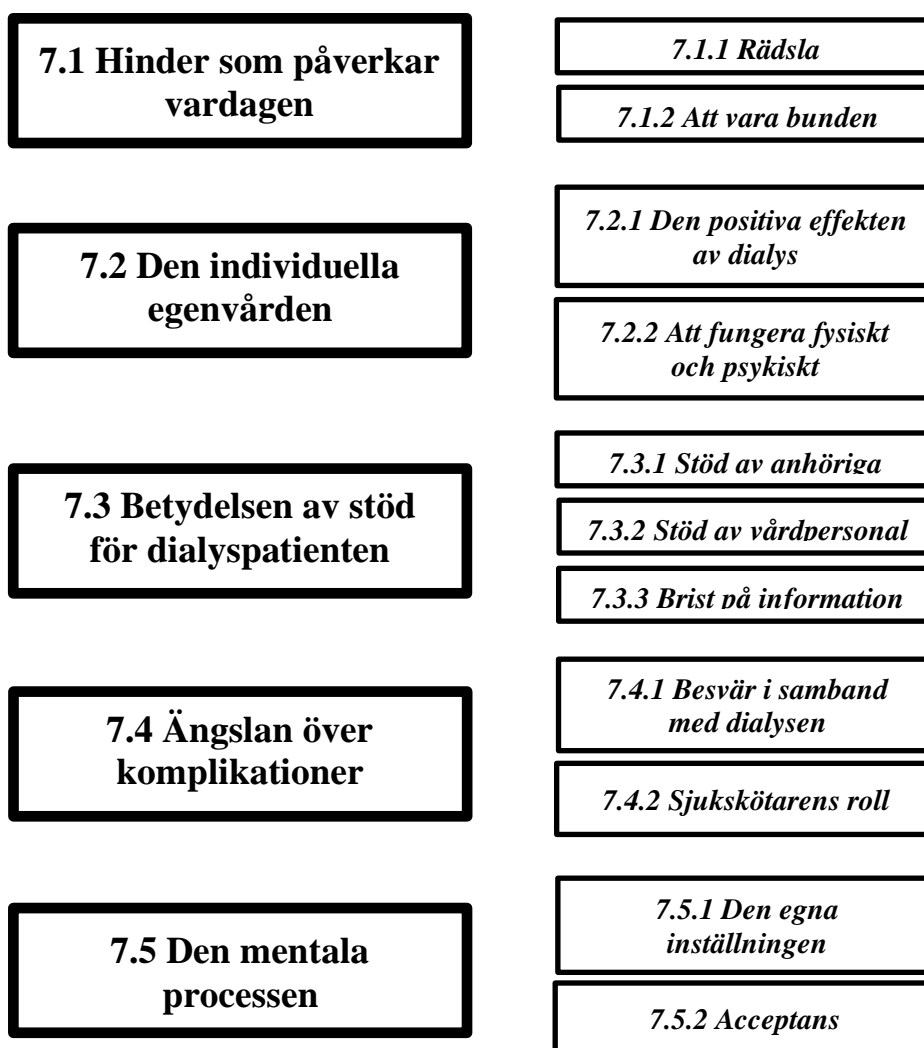 7.1 Hinder som påverkar
vardagen
7.1.1 Rädsla
7.1.2 Att vara bunden
7.2 Den individuella
egenvården
7.2.1 Den positiva effekten
av dialys
7.2.2 Att fungera fysiskt
och psykiskt
7.3 Betydelsen av stöd
för dialyspatienten
7.3.1 Stöd av anhöriga
7.3.2 Stöd av vårdpersonal
7.3.3 Brist på information
7.4 Ängslan över
komplikationer
7.4.1 Besvär i samband
med dialysen
7.4.2 Sjukskötarens roll
7.5 Den mentala
processen
7.5.1 Den egna
inställningen
7.5.2 Acceptans